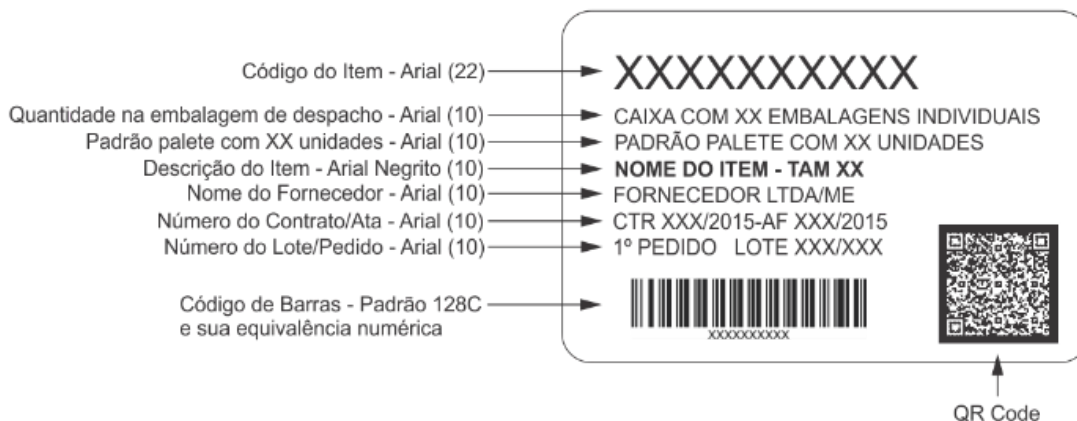 Código do Item - Arial (22)
XXXXXXXXXX
Quantidade na embalagem de despacho - Arial (10)
CAIXA COM XX EMBALAGENS INDIVIDUAIS
Padrão palete com XX unidades - Arial (10)
PADRÃO PALETE COM XX UNIDADES
Descrição do Item - Arial Negrito (10)
NOME DO ITEM - TAM XX
Nome do Fornecedor - Arial (10)
FORNECEDOR LTDA/ME
Número do Contrato/Ata - Arial (10)
CTR XXX/2015-AF XXX/2015
Número do Lote/Pedido - Arial (10)
1º PEDIDO LOTE XXX/XXX
Código de Barras - Padrão 128C
e sua equivalência numérica
XXXXXXXXXX
QR Code